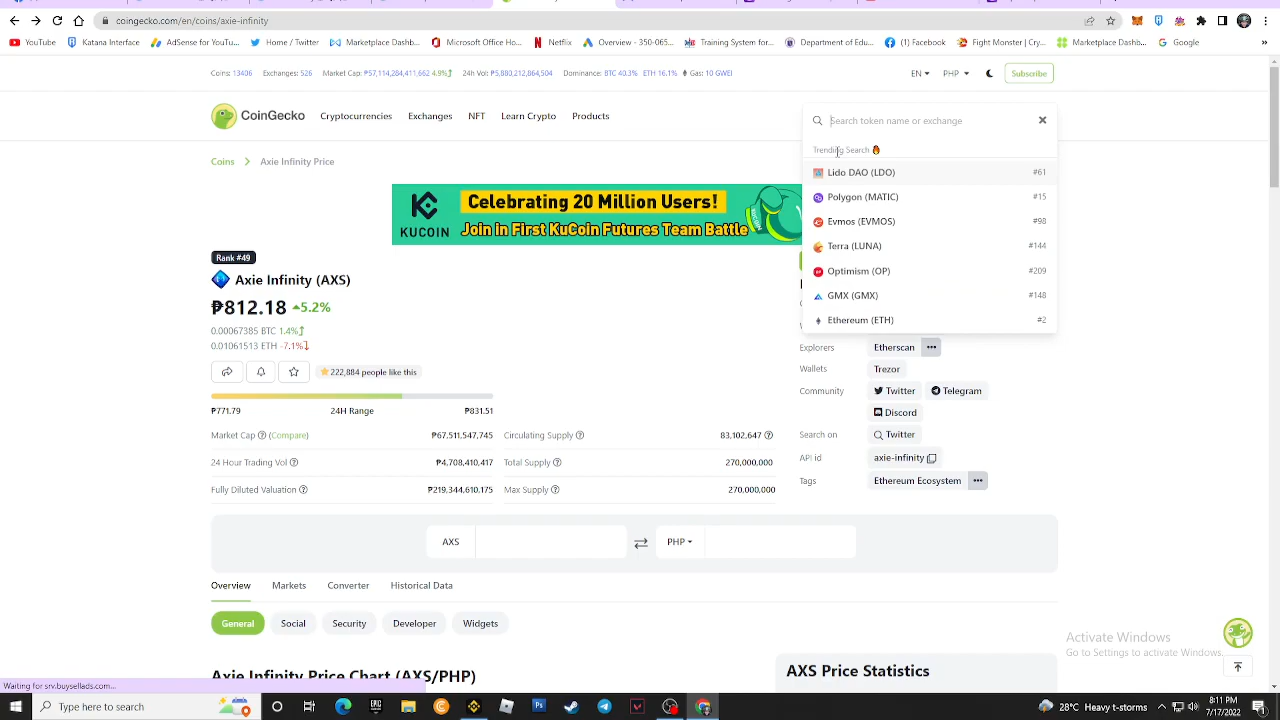 coingecko.com/en/coins/axie-infinity
YouTube
Katana Interface
AdSense for YouTu...
Home / Twitter
Marketplace Dashb...
Microsoft Office Ho...
Netflix
Overview - 350-065...
Training System for...
Department of Edu...
(1) Facebook
Fight Monster | Cry...
Marketplace Dashb...
Google
»
Coins: 13406 Exchanges: 526 Market Cap: ₱57,114,284,411,662 4.9% 24h Vol: ₱5,880,212,864,504 Dominance: BTC 40.3% ETH 16.1% Gas: 10 GWEI
EN PHP Subscribe
CoinGecko Cryptocurrencies Exchanges NFT Learn Crypto Products
Search token name or exchange
Trending Search
Lido DAO (LDO) #61
Polygon (MATIC) #15
Evmos (EVMOS) #98
Terra (LUNA) #144
Optimism (OP) #209
GMX (GMX) #148
Ethereum (ETH) #2
Coins Axie Infinity Price
KUCOIN
Celebrating 20 Million Users!
Join in First KuCoin Futures Team Battle
Rank #49
Axie Infinity (AXS)
₱812.18 5.2%
0.00067385 BTC 1.4%
0.01061513 ETH -7.1%
222,884 people like this
₱771.79 24H Range ₱831.51
Market Cap (Compare) ₱67,511,547,745
Circulating Supply 83,102,647
24 Hour Trading Vol ₱4,708,410,417
Total Supply 270,000,000
Fully Diluted Valuation ₱219,344,610,175
Max Supply 270,000,000
Explorers Etherscan
Wallets Trezor
Community Twitter Telegram
Discord
Search on Twitter
API id axie-infinity
Tags Ethereum Ecosystem
AXS PHP
Overview Markets Converter Historical Data
General Social Security Developer Widgets
Axie Infinity Price Chart (AXS/PHP)
AXS Price Statistics
Activate Windows
Go to Settings to activate Windows.
Waiting for srv.buysellads.com...
Type here to search
EPIC
28°C Heavy t-storms
8:11 PM
7/17/2022